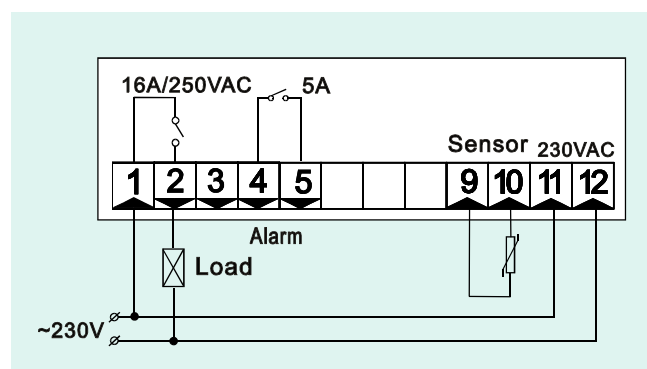 16A/250VAC 5A
Sensor 230VAC
1 2 3 4 5 9 10 11 12
Alarm
Load
~230V